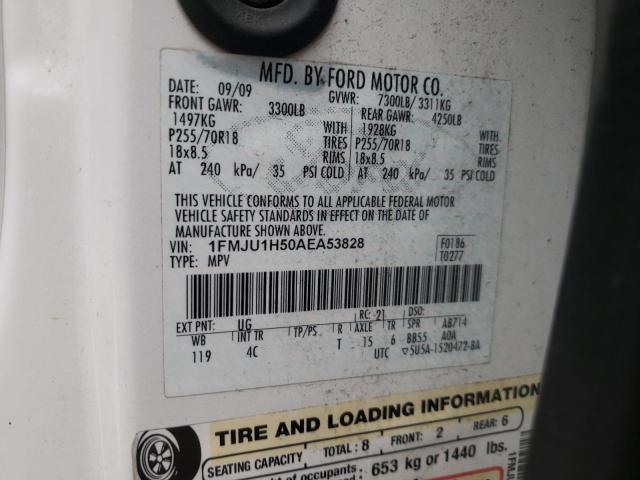 MFD. BY FORD MOTOR CO.
DATE: 09/09 GVWR: 7300LB/ 3311KG
FRONT GAWR: 3300LB REAR GAWR: 4250LB
1497KG WITH 1928KG WITH
P255/70R18 TIRES P255/70R18 TIRES
18x8.5 RIMS 18x8.5 RIMS
AT 240 kPa/ 35 PSI COLD AT 240 kPa/ 35 PSI COLD
THIS VEHICLE CONFORMS TO ALL APPLICABLE FEDERAL MOTOR
VEHICLE SAFETY STANDARDS IN EFFECT ON THE DATE OF
MANUFACTURE SHOWN ABOVE.
VIN: 1FMJU1H50AEA53828 F0186
TYPE: MPV T0277
EXT PNT: UG RC: 21 DSO:
WB INT TR TP/PS R AXLE TR SPR AB714
119 4C T 15 6 BB55 A0A
UTC ▽5U5A-1520472-BA
TIRE AND LOADING INFORMATION
SEATING CAPACITY TOTAL: 8 FRONT: 2 REAR: 6
of occupants 653 kg or 1440 lbs.
1FMJU